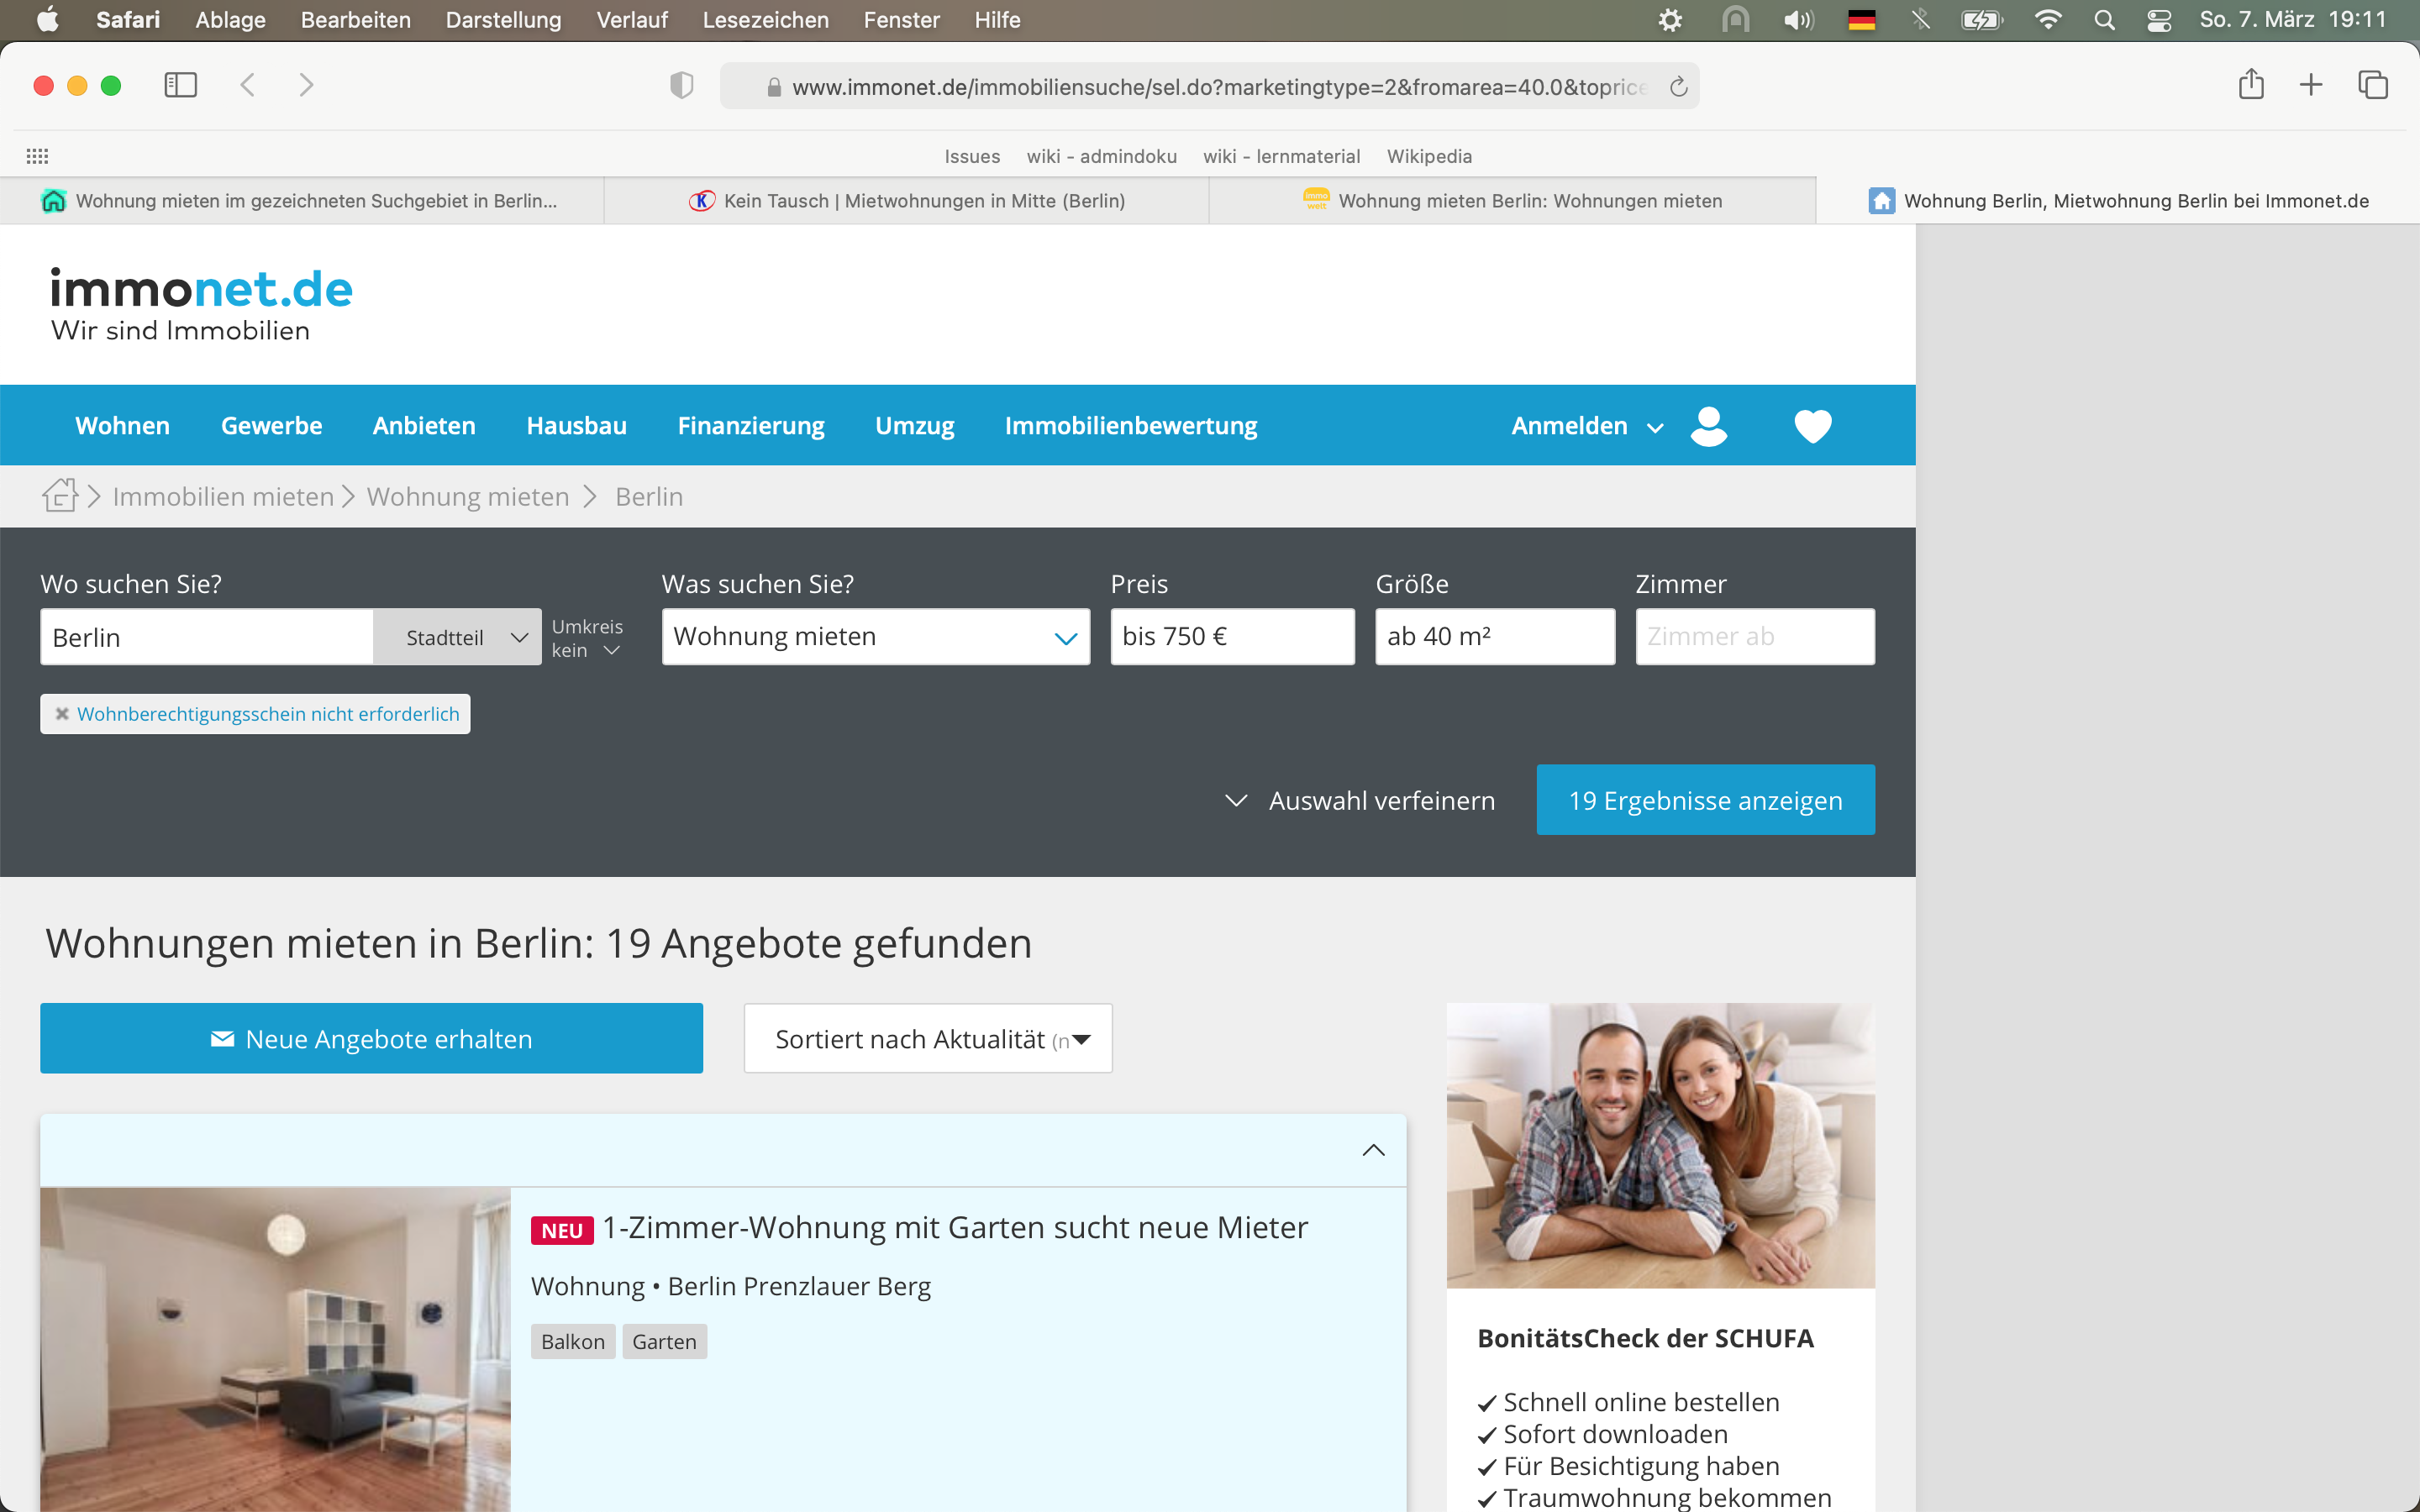 Safari Ablage Bearbeiten Darstellung Verlauf Lesezeichen Fenster Hilfe So. 7. März 19:11
www.immonet.de/immobiliensuche/sel.do?marketingtype=2&fromarea=40.0&toprice
Issues wiki - admindoku wiki - lernmaterial Wikipedia
Wohnung mieten im gezeichneten Suchgebiet in Berlin... K Kein Tausch | Mietwohnungen in Mitte (Berlin) immo welt Wohnung mieten Berlin: Wohnungen mieten Wohnung Berlin, Mietwohnung Berlin bei Immonet.de
immonet.de
Wir sind Immobilien
Wohnen Gewerbe Anbieten Hausbau Finanzierung Umzug Immobilienbewertung Anmelden
Immobilien mieten Wohnung mieten Berlin
Wo suchen Sie? Was suchen Sie? Preis Größe Zimmer
Berlin Stadtteil Umkreis kein Wohnung mieten bis 750 € ab 40 m² Zimmer ab
Wohnberechtigungsschein nicht erforderlich
Auswahl verfeinern 19 Ergebnisse anzeigen
Wohnungen mieten in Berlin: 19 Angebote gefunden
Neue Angebote erhalten Sortiert nach Aktualität (n
NEU 1-Zimmer-Wohnung mit Garten sucht neue Mieter
Wohnung • Berlin Prenzlauer Berg
Balkon Garten
BonitätsCheck der SCHUFA
✓ Schnell online bestellen
✓ Sofort downloaden
✓ Für Besichtigung haben
✓ Traumwohnung bekommen